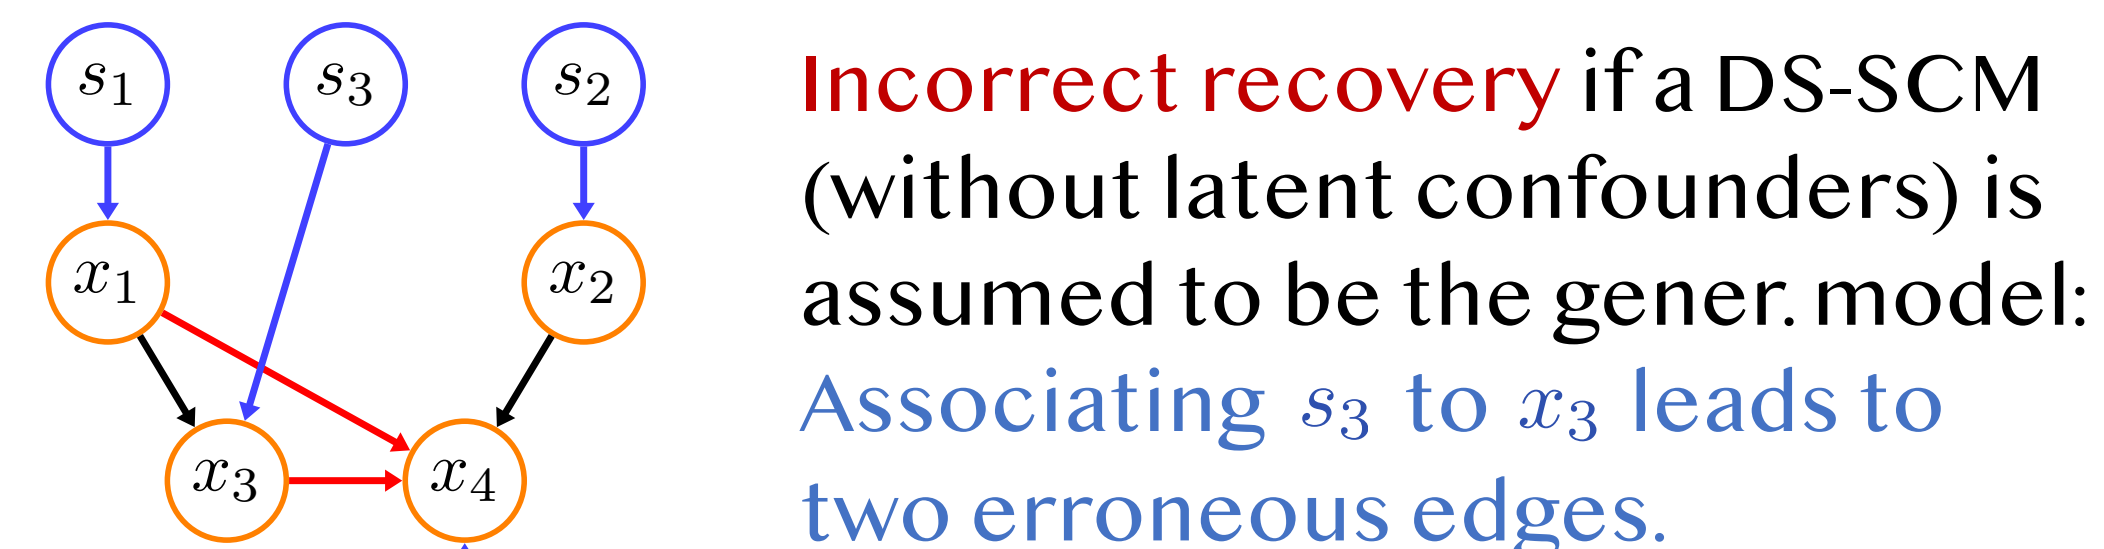 s₁ s₃ s₂
x₁ x₂
x₃ x₄
Incorrect recovery if a DS-SCM
(without latent confounders) is
assumed to be the gener. model:
Associating s₃ to x₃ leads to
two erroneous edges.